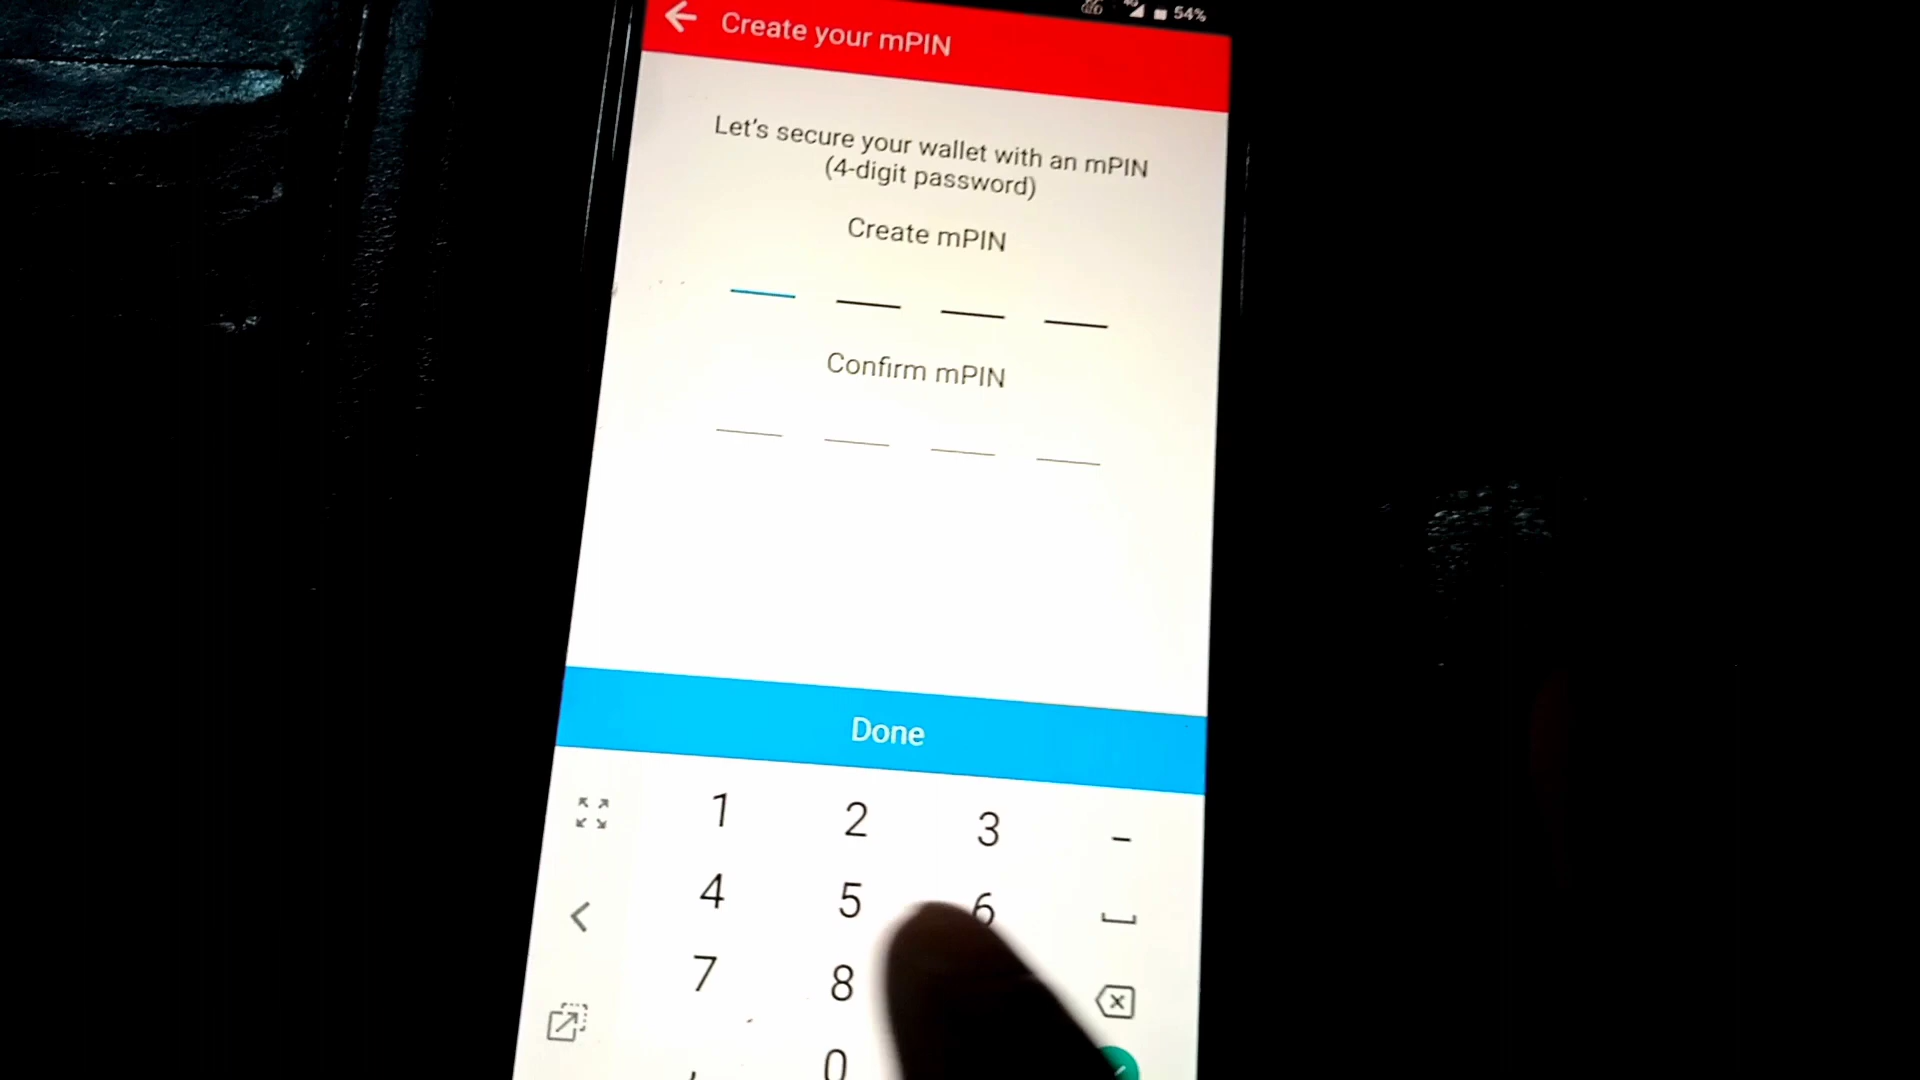 54%
Create your mPIN
Let's secure your wallet with an mPIN
(4-digit password)
Create mPIN
Confirm mPIN
Done
1 2 3 -
4 5 6
7 8
, 0